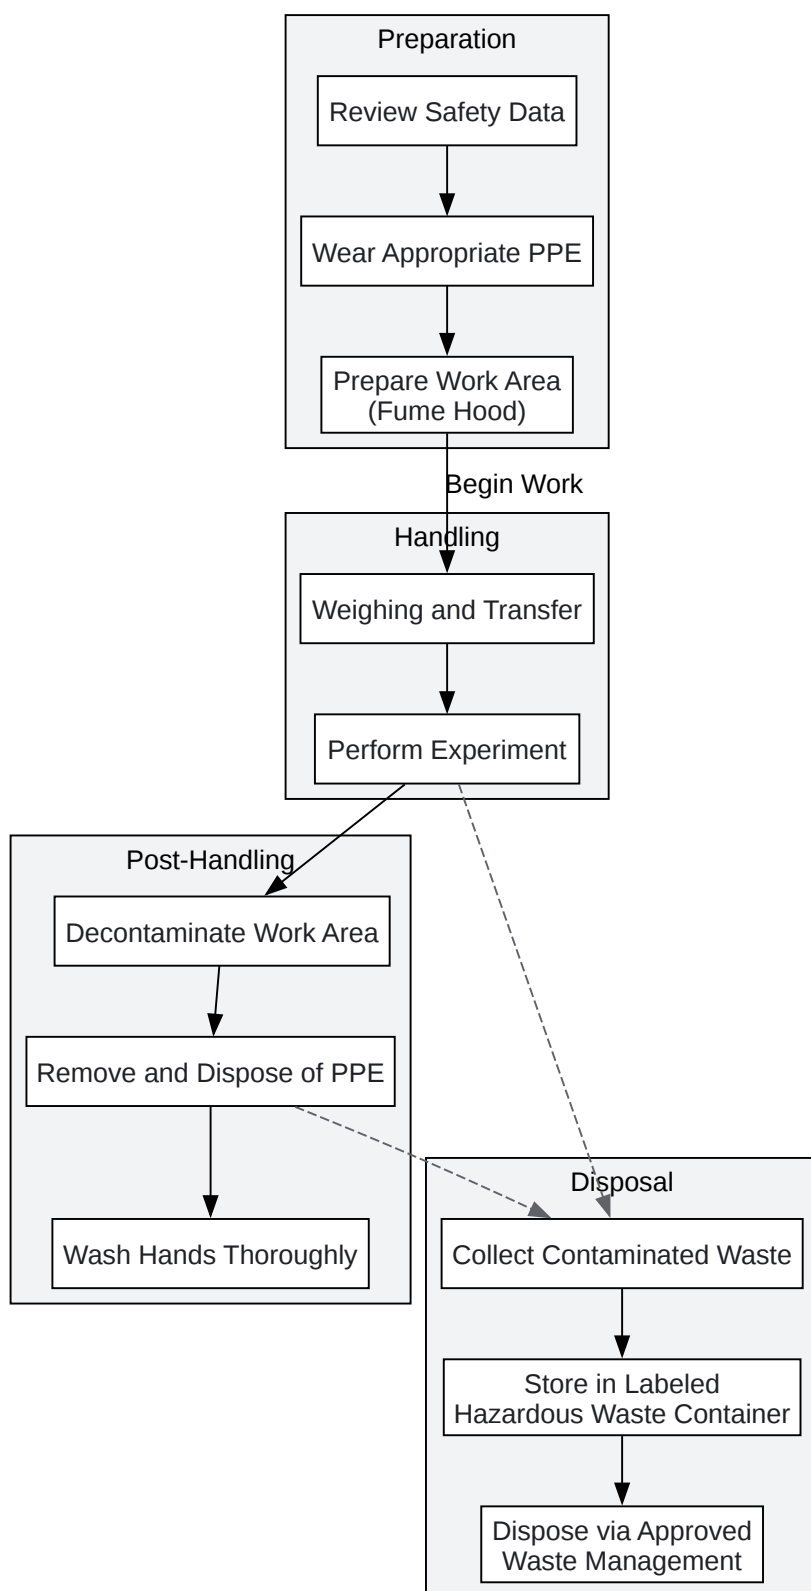 Preparation
Review Safety Data
Wear Appropriate PPE
Prepare Work Area
(Fume Hood)
Begin Work
Handling
Weighing and Transfer
Perform Experiment
Post-Handling
Decontaminate Work Area
Remove and Dispose of PPE
Wash Hands Thoroughly
Disposal
Collect Contaminated Waste
Store in Labeled
Hazardous Waste Container
Dispose via Approved
Waste Management